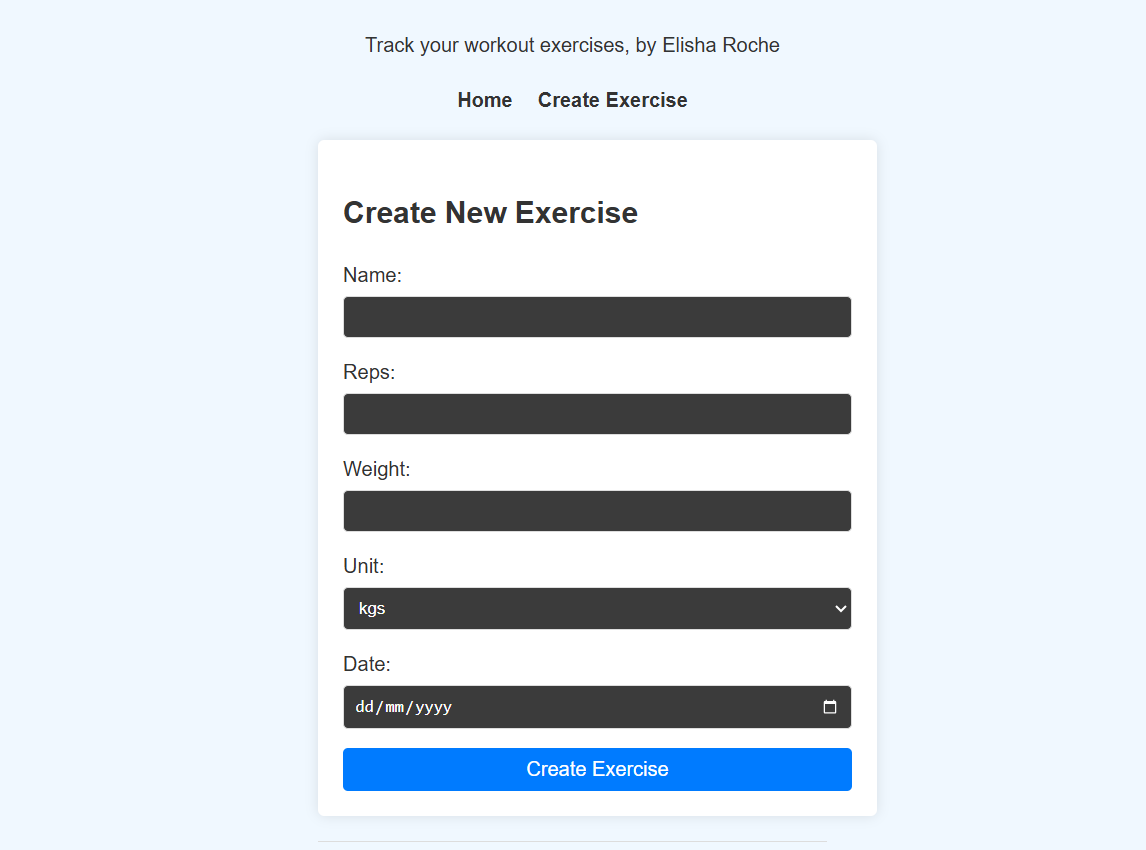 Track your workout exercises, by Elisha Roche
Home Create Exercise
Create New Exercise
Name:
Reps:
Weight:
Unit:
kgs
Date:
dd/mm/yyyy
Create Exercise